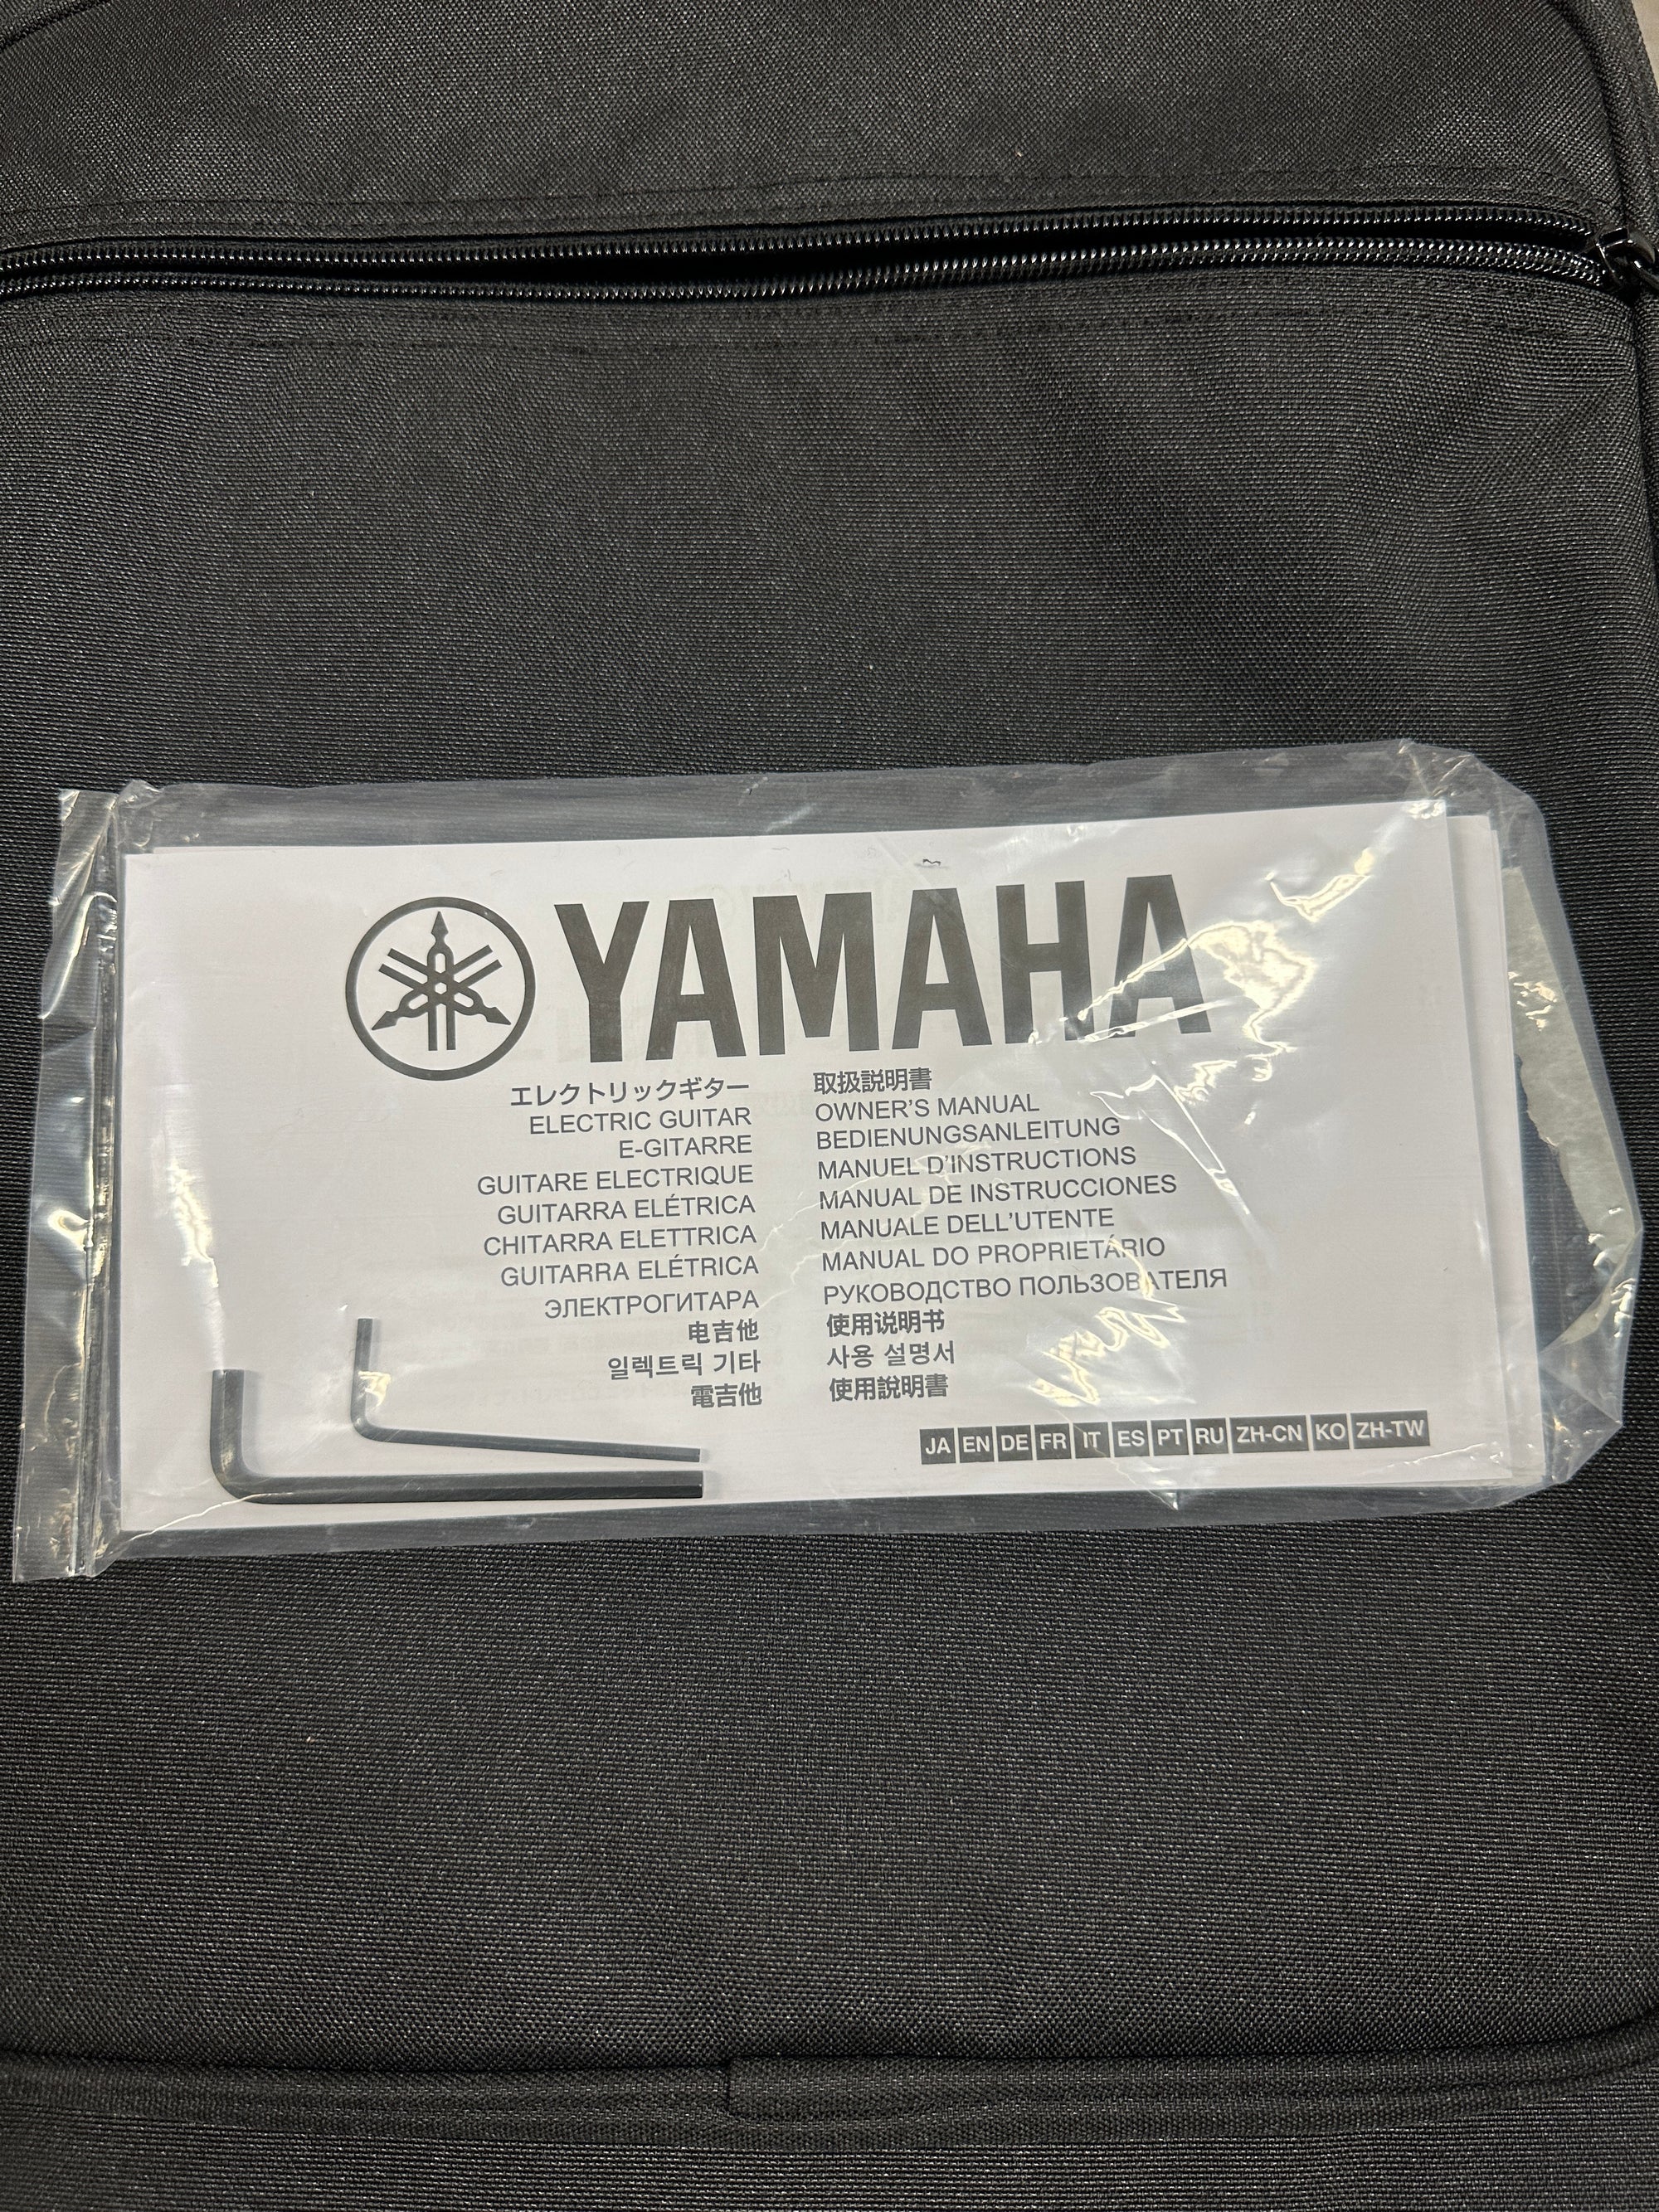 YAMAHA
エレクトリックギター 取扱説明書
ELECTRIC GUITAR OWNER'S MANUAL
E-GITARRE BEDIENUNGSANLEITUNG
GUITARE ELECTRIQUE MANUEL D'INSTRUCTIONS
GUITARRA ELÉTRICA MANUAL DE INSTRUCCIONES
CHITARRA ELETTRICA MANUALE DELL'UTENTE
GUITARRA ELÉTRICA MANUAL DO PROPRIETÁRIO
ЭЛЕКТРОГИТАРА РУКОВОДСТВО ПОЛЬЗОВАТЕЛЯ
电吉他 使用说明书
일렉트릭 기타 사용 설명서
電吉他 使用說明書
JA EN DE FR IT ES PT RU ZH-CN KO ZH-TW